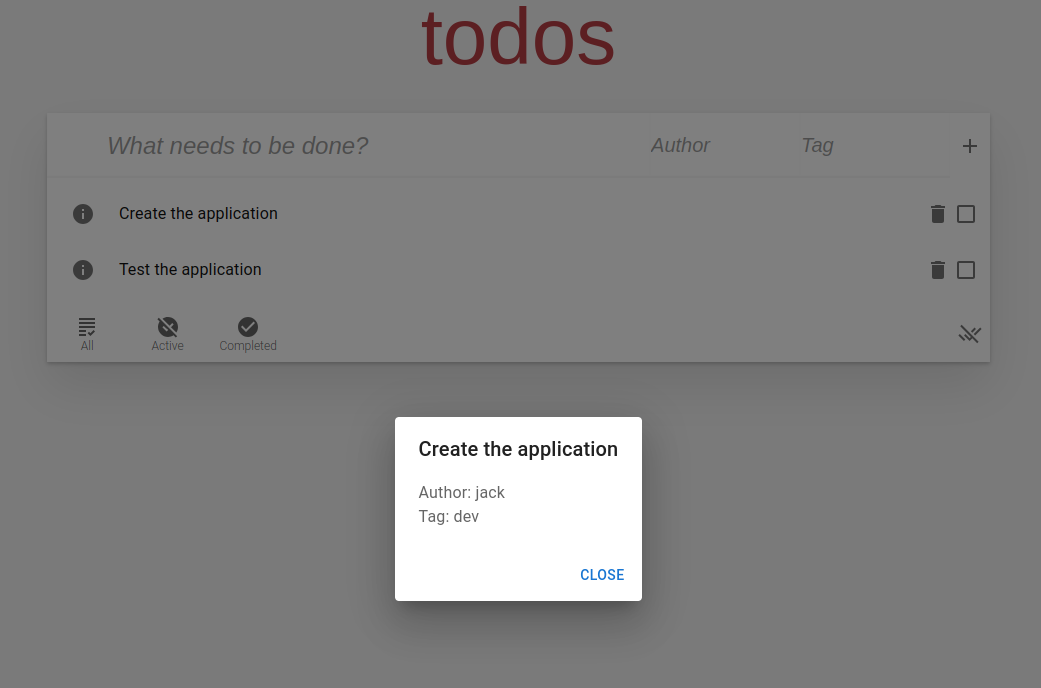 todos
What needs to be done? Author Tag
Create the application
Test the application
All Active Completed
Create the application
Author: jack
Tag: dev
CLOSE